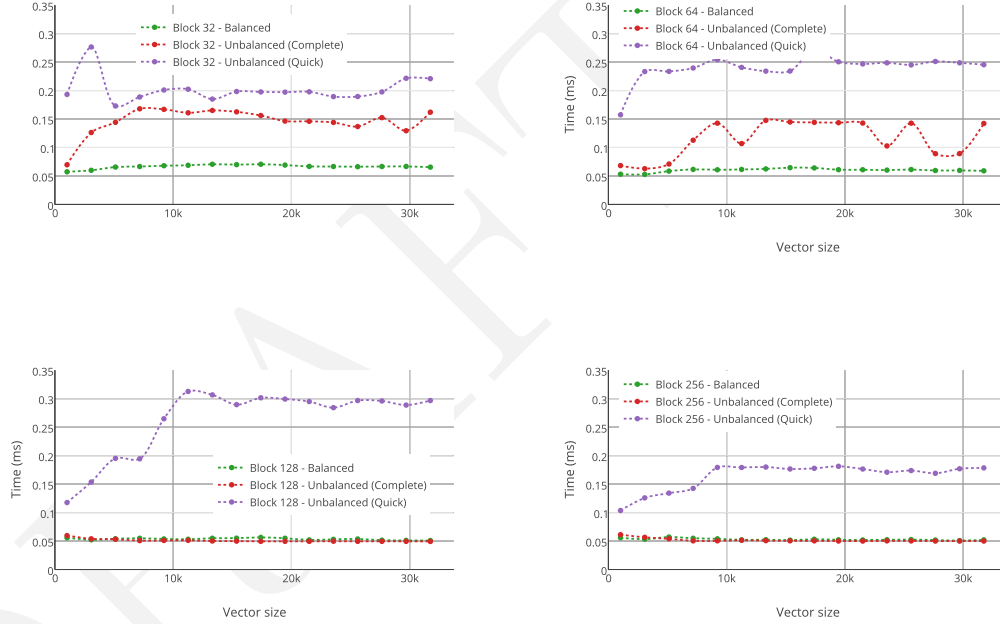 0.35
0.3
0.25
0.2
0.15
0.1
0.05
0
0
10k
20k
30k
Block 32 - Balanced
Block 32 - Unbalanced (Complete)
Block 32 - Unbalanced (Quick)
0.35
0.3
0.25
0.2
0.15
0.1
0.05
0
0
10k
20k
30k
Time (ms)
Vector size
Block 64 - Balanced
Block 64 - Unbalanced (Complete)
Block 64 - Unbalanced (Quick)
0.35
0.3
0.25
0.2
0.15
0.1
0.05
0
0
10k
20k
30k
Time (ms)
Vector size
Block 128 - Balanced
Block 128 - Unbalanced (Complete)
Block 128 - Unbalanced (Quick)
0.35
0.3
0.25
0.2
0.15
0.1
0.05
0
0
10k
20k
30k
Time (ms)
Vector size
Block 256 - Balanced
Block 256 - Unbalanced (Complete)
Block 256 - Unbalanced (Quick)